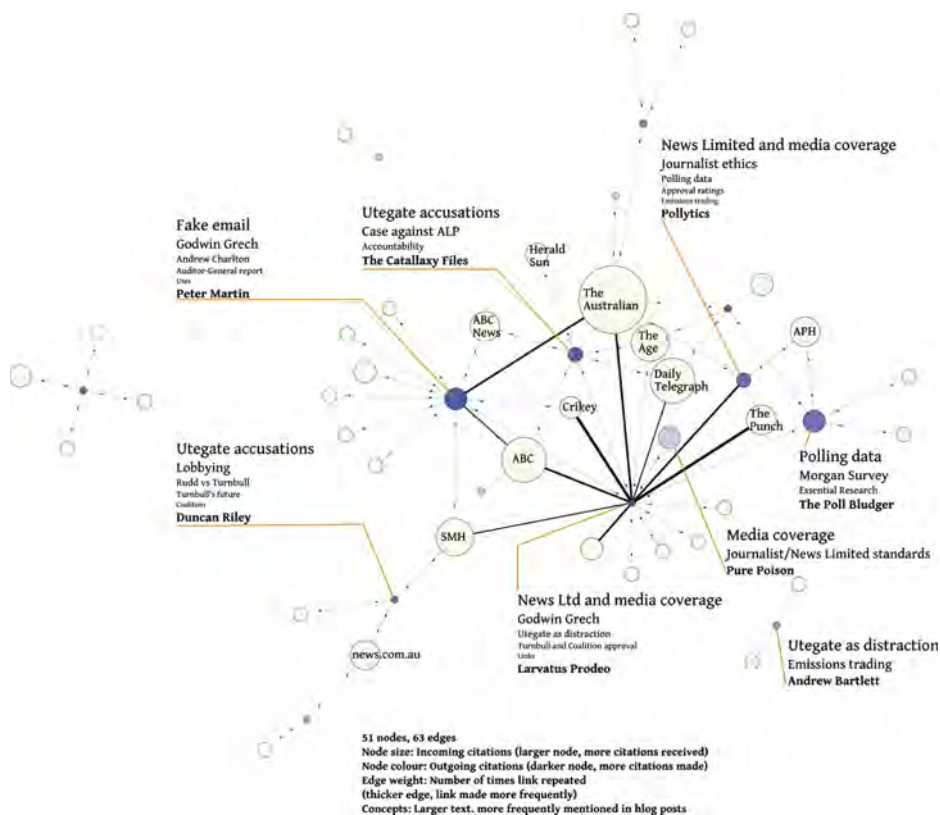 News Limited and media coverage
Journalist ethics
Polling data
Approval ratings
Emissions trading
Pollytics
Utegate accusations
Case against ALP
Accountability
The Catallaxy Files
Fake email
Godwin Grech
Andrew Charlton
Auditor-General report
Utes
Peter Martin
Herald
Sun
The
Australian
ABC
News
The
Age
APH
Daily
Telegraph
Crikey
The
Punch
ABC
Utegate accusations
Lobbying
Rudd vs Turnbull
Turnbull's future
Coalition
Duncan Riley
Polling data
Morgan Survey
Essential Research
The Poll Bludger
SMH
Media coverage
Journalist/News Limited standards
Pure Poison
News Ltd and media coverage
Godwin Grech
Utegate as distraction
Turnbull and Coalition approval
Links
Larvatus Prodeo
news.com.au
Utegate as distraction
Emissions trading
Andrew Bartlett
51 nodes, 63 edges
Node size: Incoming citations (larger node, more citations received)
Node colour: Outgoing citations (darker node, more citations made)
Edge weight: Number of times link repeated
(thicker edge, link made more frequently)
Concepts: Larger text. more frequently mentioned in blog posts